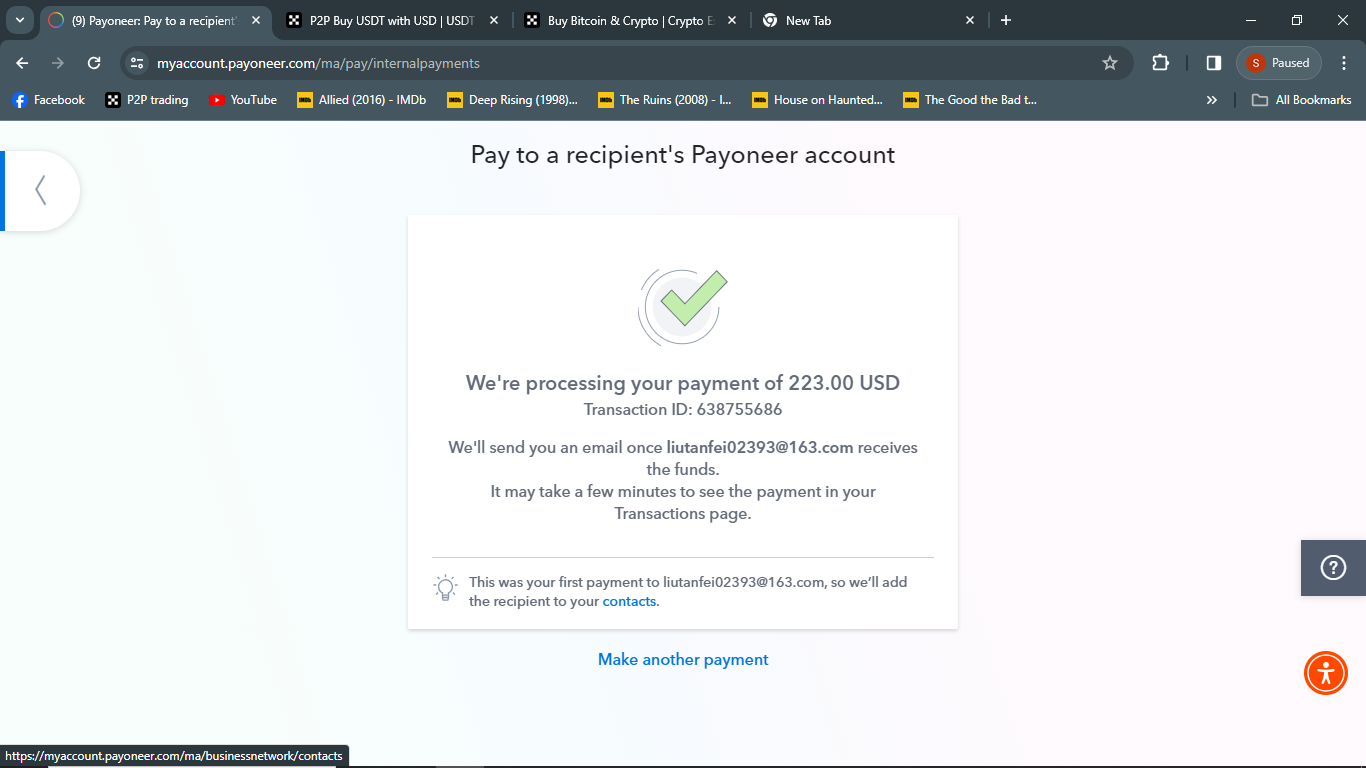 (9) Payoneer: Pay to a recipient'
P2P Buy USDT with USD | USDT
Buy Bitcoin & Crypto | Crypto E
New Tab
myaccount.payoneer.com/ma/pay/internalpayments
S
Paused
Facebook
P2P trading
YouTube
IMDb
Allied (2016) - IMDb
IMDb
Deep Rising (1998)...
IMDb
The Ruins (2008) - I...
IMDb
House on Haunted...
IMDb
The Good the Bad t...
»
All Bookmarks
Pay to a recipient's Payoneer account
We're processing your payment of 223.00 USD
Transaction ID: 638755686
We'll send you an email once liutanfei02393@163.com receives
the funds.
It may take a few minutes to see the payment in your
Transactions page.
This was your first payment to liutanfei02393@163.com, so we’ll add
the recipient to your contacts.
Make another payment
?
https://myaccount.payoneer.com/ma/businessnetwork/contacts